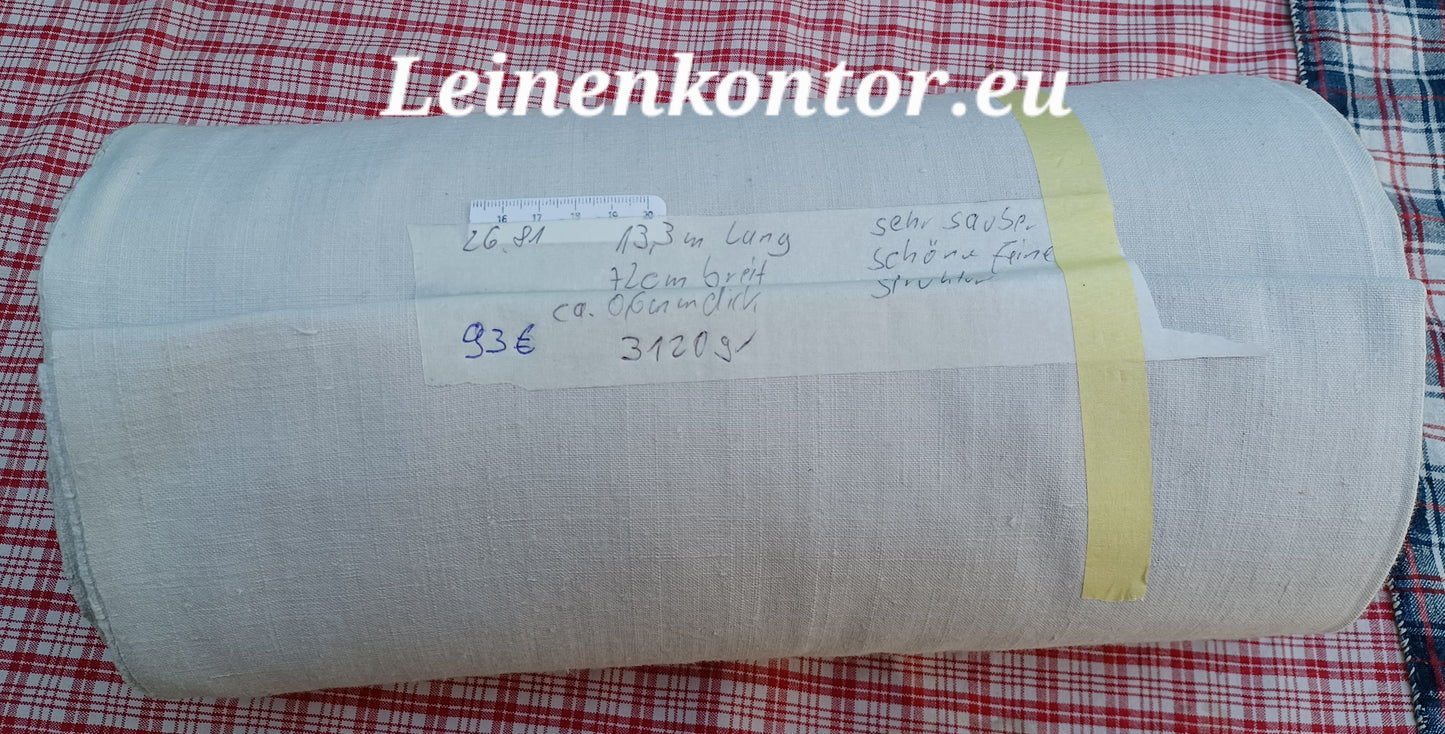 Leinenkontor.eu
16 17 18 19 20
26.81 13,3m lang sehr sauber
72cm breit schöne feine
ca. 0,6mm dick struktur
93€ 3120gr